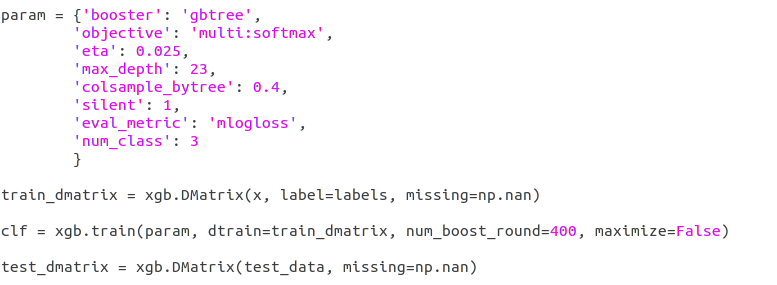 param = {'booster': 'gbtree',
'objective': 'multi:softmax',
'eta': 0.025,
'max_depth': 23,
'colsample_bytree': 0.4,
'silent': 1,
'eval_metric': 'mlogloss',
'num_class': 3
}
train_dmatrix = xgb.DMatrix(x, label=labels, missing=np.nan)
clf = xgb.train(param, dtrain=train_dmatrix, num_boost_round=400, maximize=False)
test_dmatrix = xgb.DMatrix(test_data, missing=np.nan)